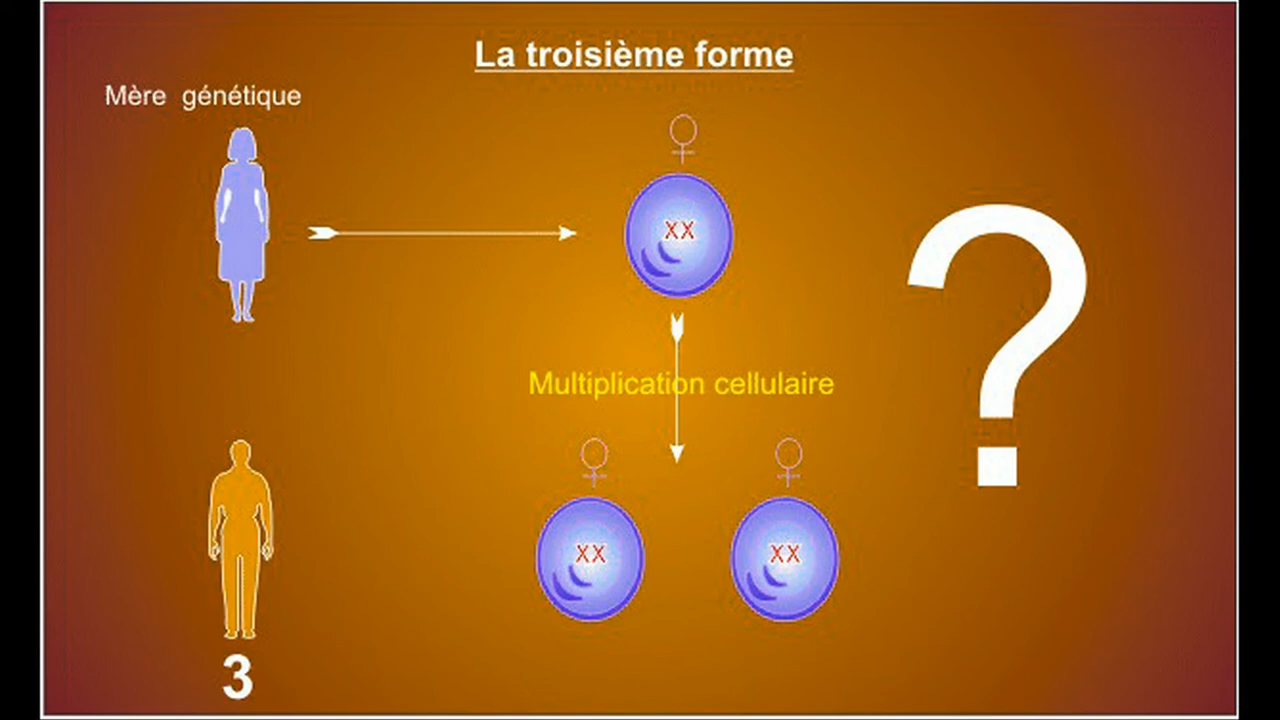 La troisième forme
Mère génétique
XX
Multiplication cellulaire
XX
XX
?
3